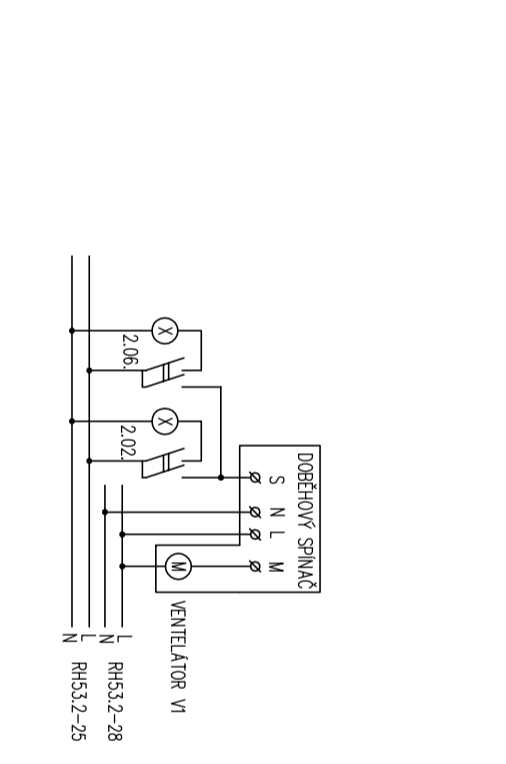 DOBĚHOVÝ SPÍNAČ
S N L M
X
2.06.
X
2.02.
M
VENTELÁTOR V1
L
N
RH53.2-28
L
N
RH53.2-25